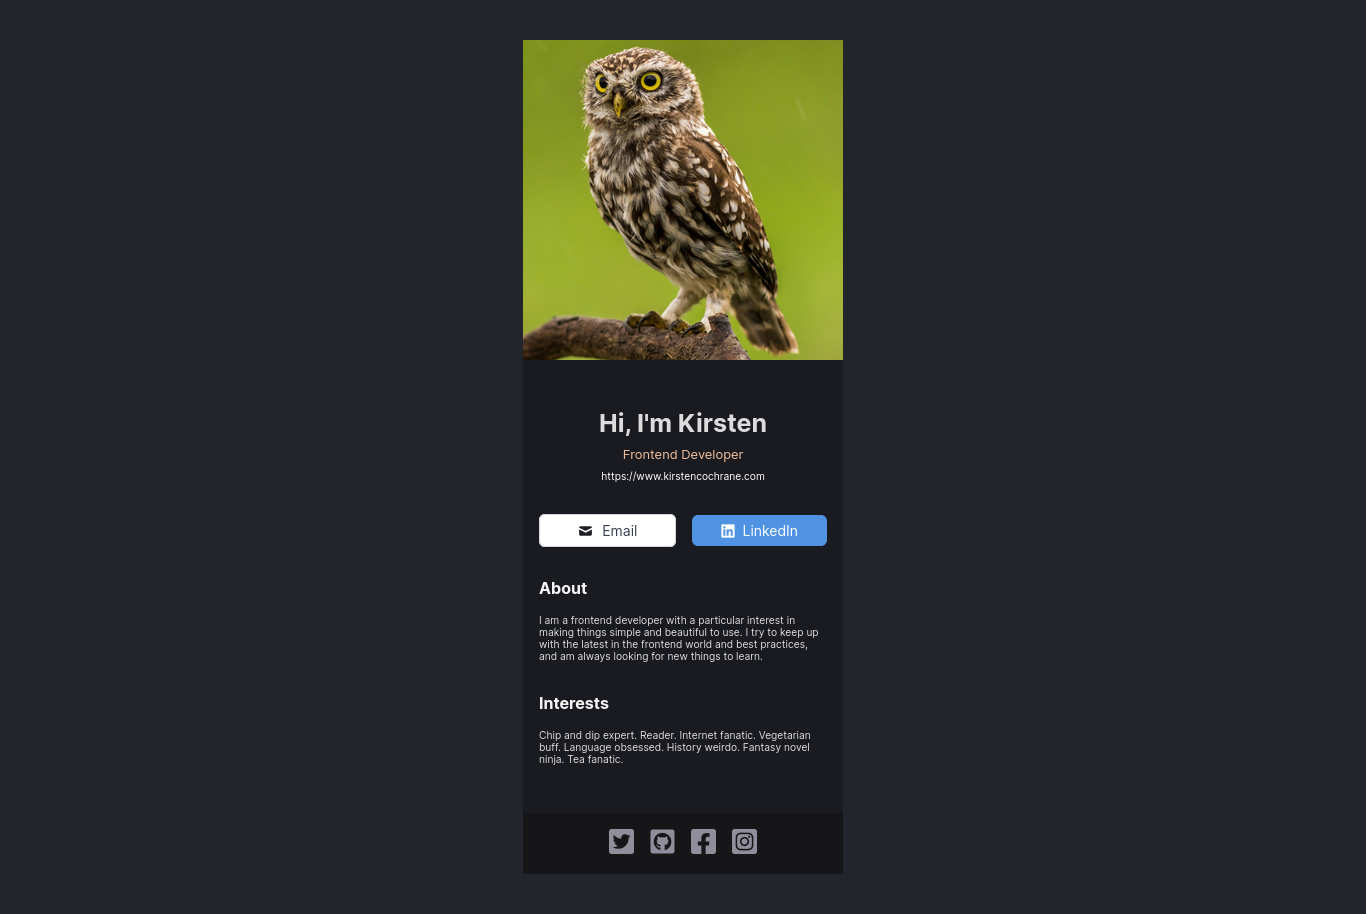 Hi, I'm Kirsten
Frontend Developer
https://www.kirstencochrane.com
Email
LinkedIn
About
I am a frontend developer with a particular interest in
making things simple and beautiful to use. I try to keep up
with the latest in the frontend world and best practices,
and am always looking for new things to learn.
Interests
Chip and dip expert. Reader. Internet fanatic. Vegetarian
buff. Language obsessed. History weirdo. Fantasy novel
ninja. Tea fanatic.